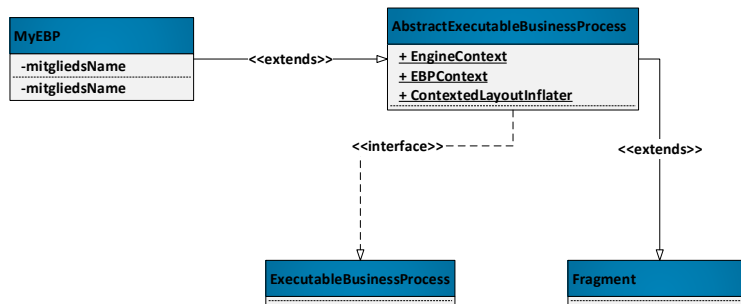 MyEBP
-mitgliedsName
-mitgliedsName
<<extends>>
AbstractExecutableBusinessProcess
+ EngineContext
+ EBPContext
+ ContextedLayoutInflater
<<interface>>
<<extends>>
ExecutableBusinessProcess
Fragment